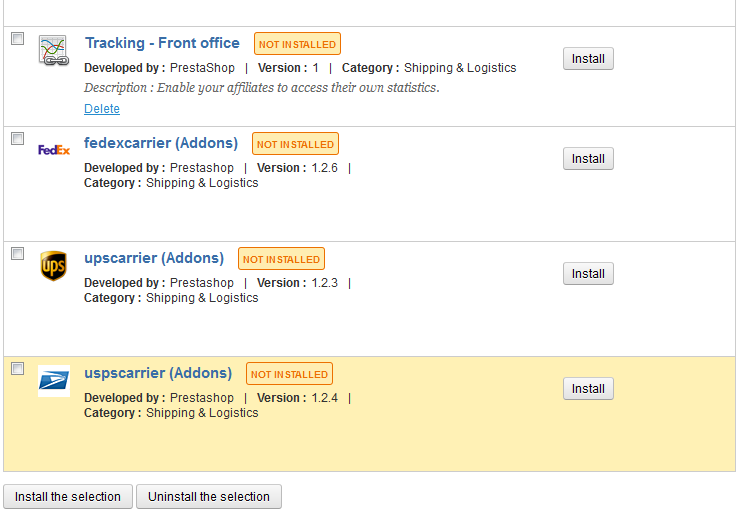 Tracking - Front office NOT INSTALLED
Developed by : PrestaShop | Version : 1 | Category : Shipping & Logistics
Install
Description : Enable your affiliates to access their own statistics.
Delete
FedEx
fedexcarrier (Addons) NOT INSTALLED
Developed by : Prestashop | Version : 1.2.6 |
Install
Category : Shipping & Logistics
ups
upscarrier (Addons) NOT INSTALLED
Developed by : Prestashop | Version : 1.2.3 |
Install
Category : Shipping & Logistics
uspscarrier (Addons) NOT INSTALLED
Developed by : Prestashop | Version : 1.2.4 |
Install
Category : Shipping & Logistics
Install the selection Uninstall the selection